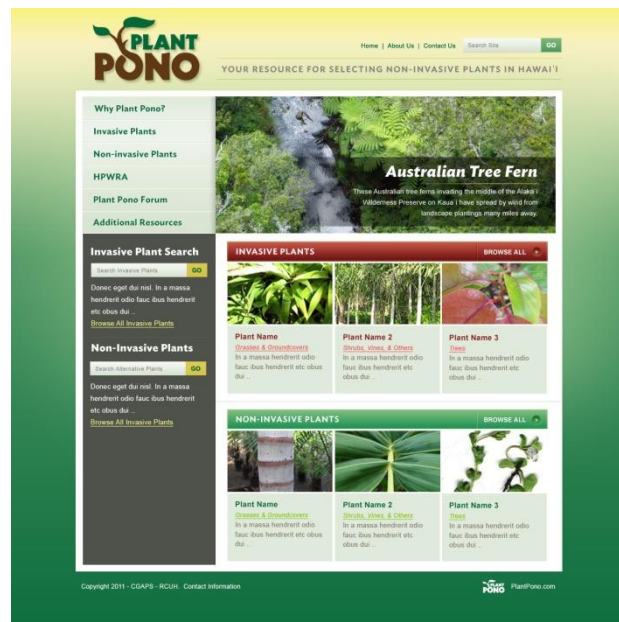 PLANT
PONO
Home | About Us | Contact Us
Search Site
GO
YOUR RESOURCE FOR SELECTING NON-INVASIVE PLANTS IN HAWAI'I
Why Plant Pono?
Invasive Plants
Non-invasive Plants
HPWRA
Plant Pono Forum
Additional Resources
Australian Tree Fern
These Australian tree ferns invading the middle of the Alaka'i
Wilderness Preserve on Kaua'i have spread by wind from
landscape plantings many miles away.
Invasive Plant Search
Search Invasive Plants
GO
Donec eget dui nisl. In a massa
hendrerit odio fauc ibus hendrerit
etc obus dui ...
Browse All Invasive Plants
Non-Invasive Plants
Search Alternative Plants
GO
Donec eget dui nisl. In a massa
hendrerit odio fauc ibus hendrerit
etc obus dui ...
Browse All Invasive Plants
INVASIVE PLANTS
BROWSE ALL
Plant Name
Grasses & Groundcovers
In a massa hendrerit odio
fauc ibus hendrerit etc obus
dui ...
Plant Name 2
Shrubs, Vines, & Others
In a massa hendrerit odio
fauc ibus hendrerit etc obus
dui ...
Plant Name 3
Trees
In a massa hendrerit odio
fauc ibus hendrerit etc
obus dui ...
NON-INVASIVE PLANTS
BROWSE ALL
Plant Name
Grasses & Groundcovers
In a massa hendrerit odio
fauc ibus hendrerit etc obus
dui ...
Plant Name 2
Shrubs, Vines, & Others
In a massa hendrerit odio
fauc ibus hendrerit etc obus
dui ...
Plant Name 3
Trees
In a massa hendrerit odio
fauc ibus hendrerit etc
obus dui ...
Copyright 2011 - CGAPS - RCUH. Contact Information
PLANT
PONO
PlantPono.com